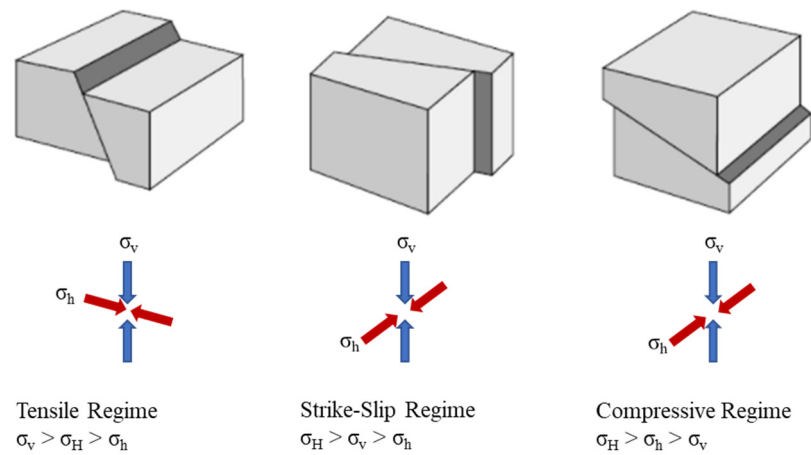 σv
σh
σv
σh
σv
σh
Tensile Regime
σv > σH > σh
Strike-Slip Regime
σH > σv > σh
Compressive Regime
σH > σh > σv